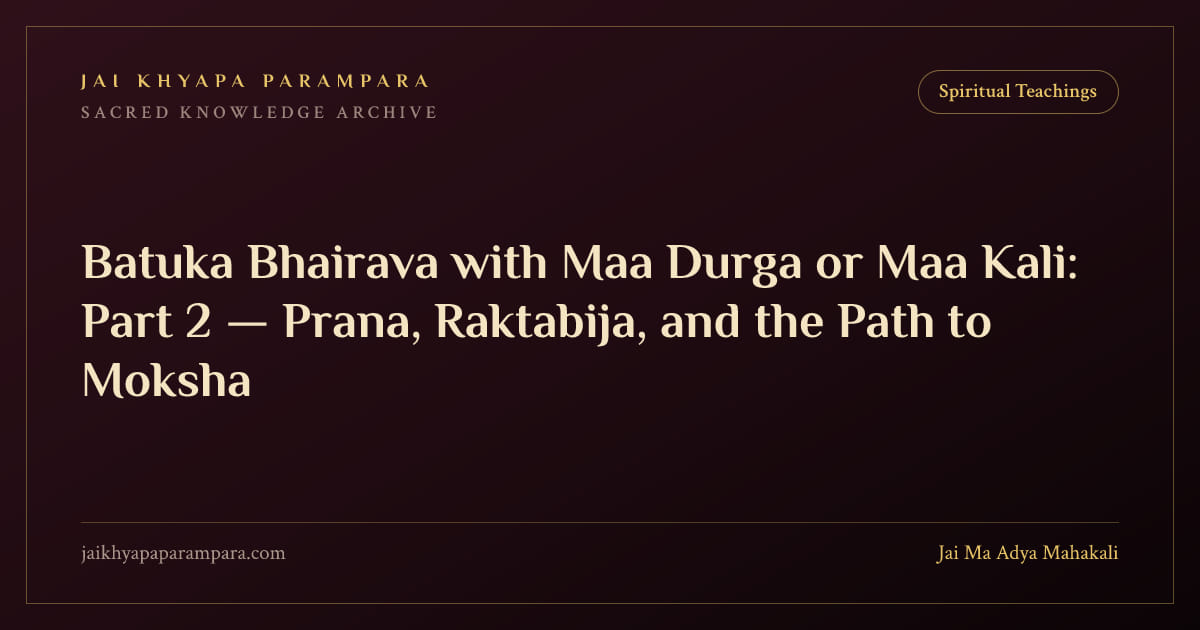 JAI KHYAPA PARAMPARA
SACRED KNOWLEDGE ARCHIVE
Spiritual Teachings
Batuka Bhairava with Maa Durga or Maa Kali:
Part 2 — Prana, Raktabija, and the Path to
Moksha
jaikhyapaparampara.com
Jai Ma Adya Mahakali